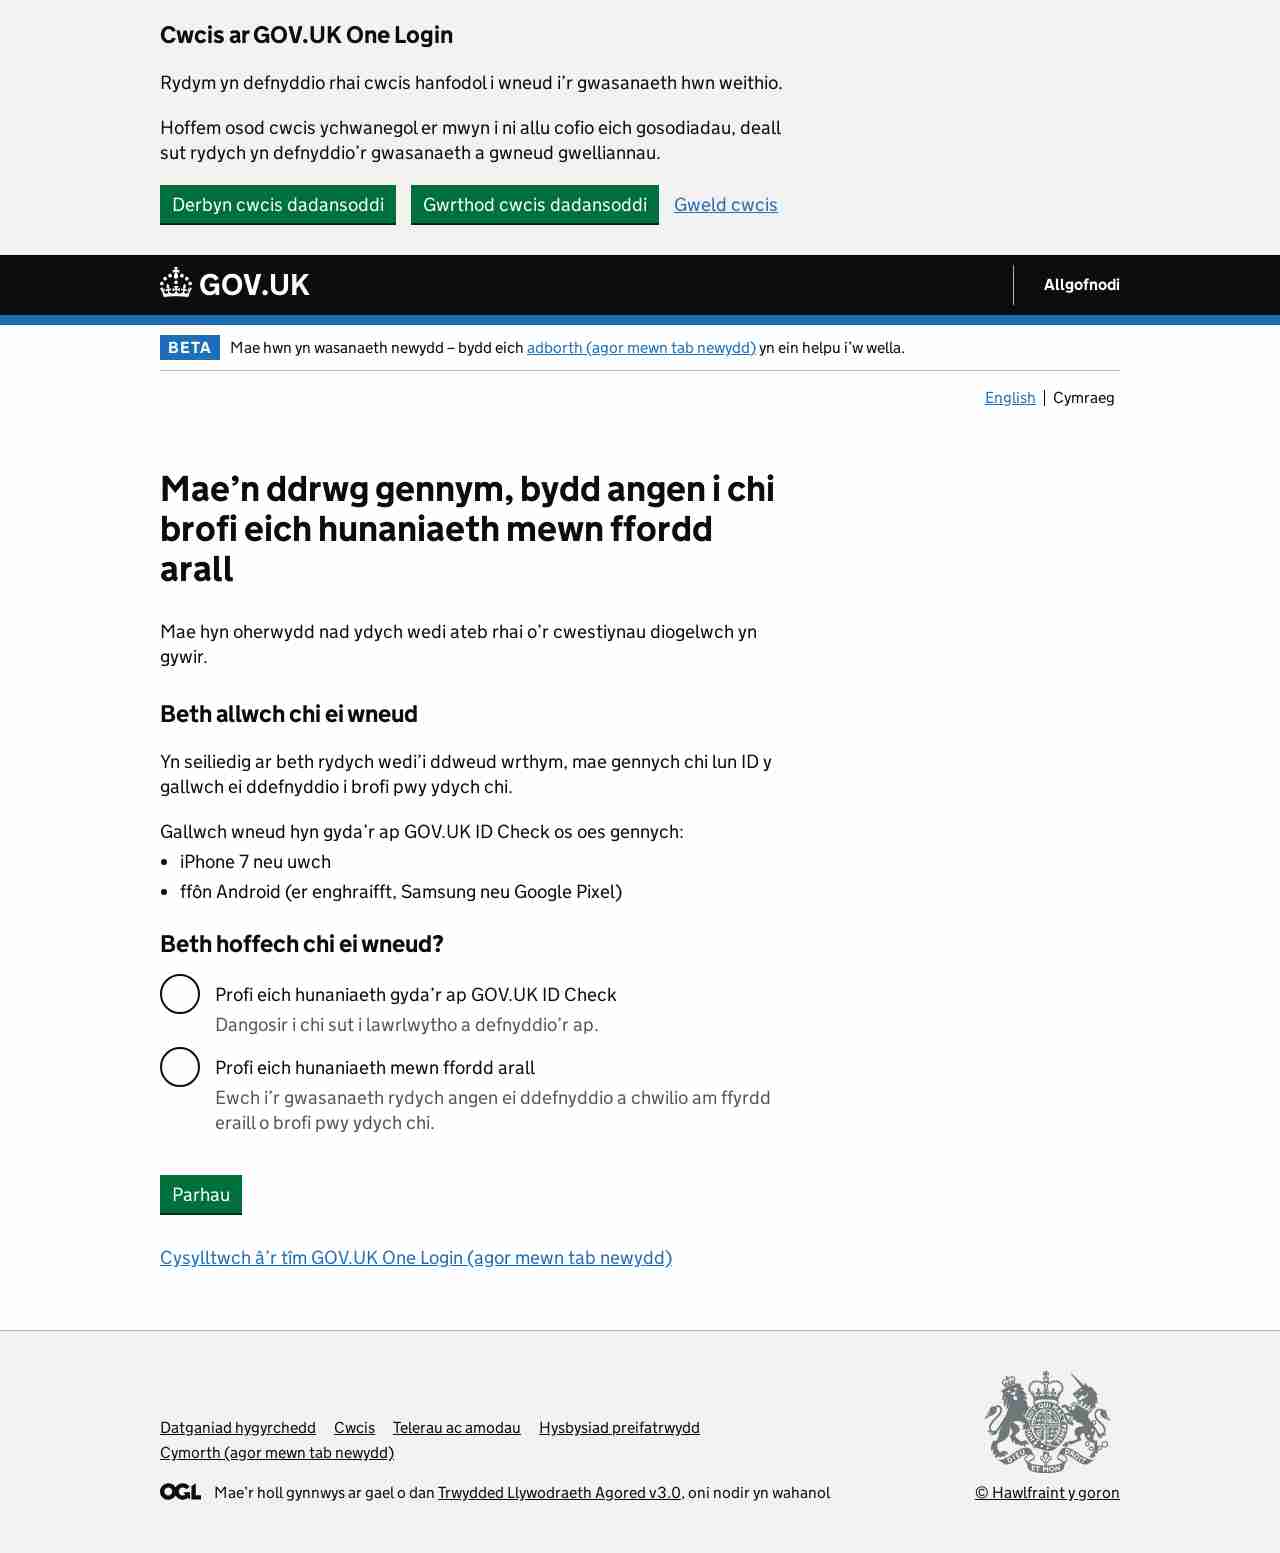 Cwcis ar GOV.UK One Login
Rydym yn defnyddio rhai cwcis hanfodol i wneud i’r gwasanaeth hwn weithio.
Hoffem osod cwcis ychwanegol er mwyn i ni allu cofio eich gosodiadau, deall
sut rydych yn defnyddio’r gwasanaeth a gwneud gwelliannau.
Derbyn cwcis dadansoddi Gwrthod cwcis dadansoddi Gweld cwcis
GOV.UK Allgofnodi
BETA Mae hwn yn wasanaeth newydd – bydd eich adborth (agor mewn tab newydd) yn ein helpu i’w wella.
English Cymraeg
Mae’n ddrwg gennym, bydd angen i chi
brofi eich hunaniaeth mewn ffordd
arall
Mae hyn oherwydd nad ydych wedi ateb rhai o’r cwestiynau diogelwch yn
gywir.
Beth allwch chi ei wneud
Yn seiliedig ar beth rydych wedi’i ddweud wrthym, mae gennych chi lun ID y
gallwch ei ddefnyddio i brofi pwy ydych chi.
Gallwch wneud hyn gyda’r ap GOV.UK ID Check os oes gennych:
• iPhone 7 neu uwch
• ffôn Android (er enghraifft, Samsung neu Google Pixel)
Beth hoffech chi ei wneud?
Profi eich hunaniaeth gyda’r ap GOV.UK ID Check
Dangosir i chi sut i lawrlwytho a defnyddio’r ap.
Profi eich hunaniaeth mewn ffordd arall
Ewch i’r gwasanaeth rydych angen ei ddefnyddio a chwilio am ffyrdd
eraill o brofi pwy ydych chi.
Parhau
Cysylltwch â’r tîm GOV.UK One Login (agor mewn tab newydd)
Datganiad hygyrchedd Cwcis Telerau ac amodau Hysbysiad preifatrwydd
Cymorth (agor mewn tab newydd)
OGL Mae’r holl gynnwys ar gael o dan Trwydded Llywodraeth Agored v3.0, oni nodir yn wahanol
DIEU ET MON DROIT
© Hawlfraint y goron